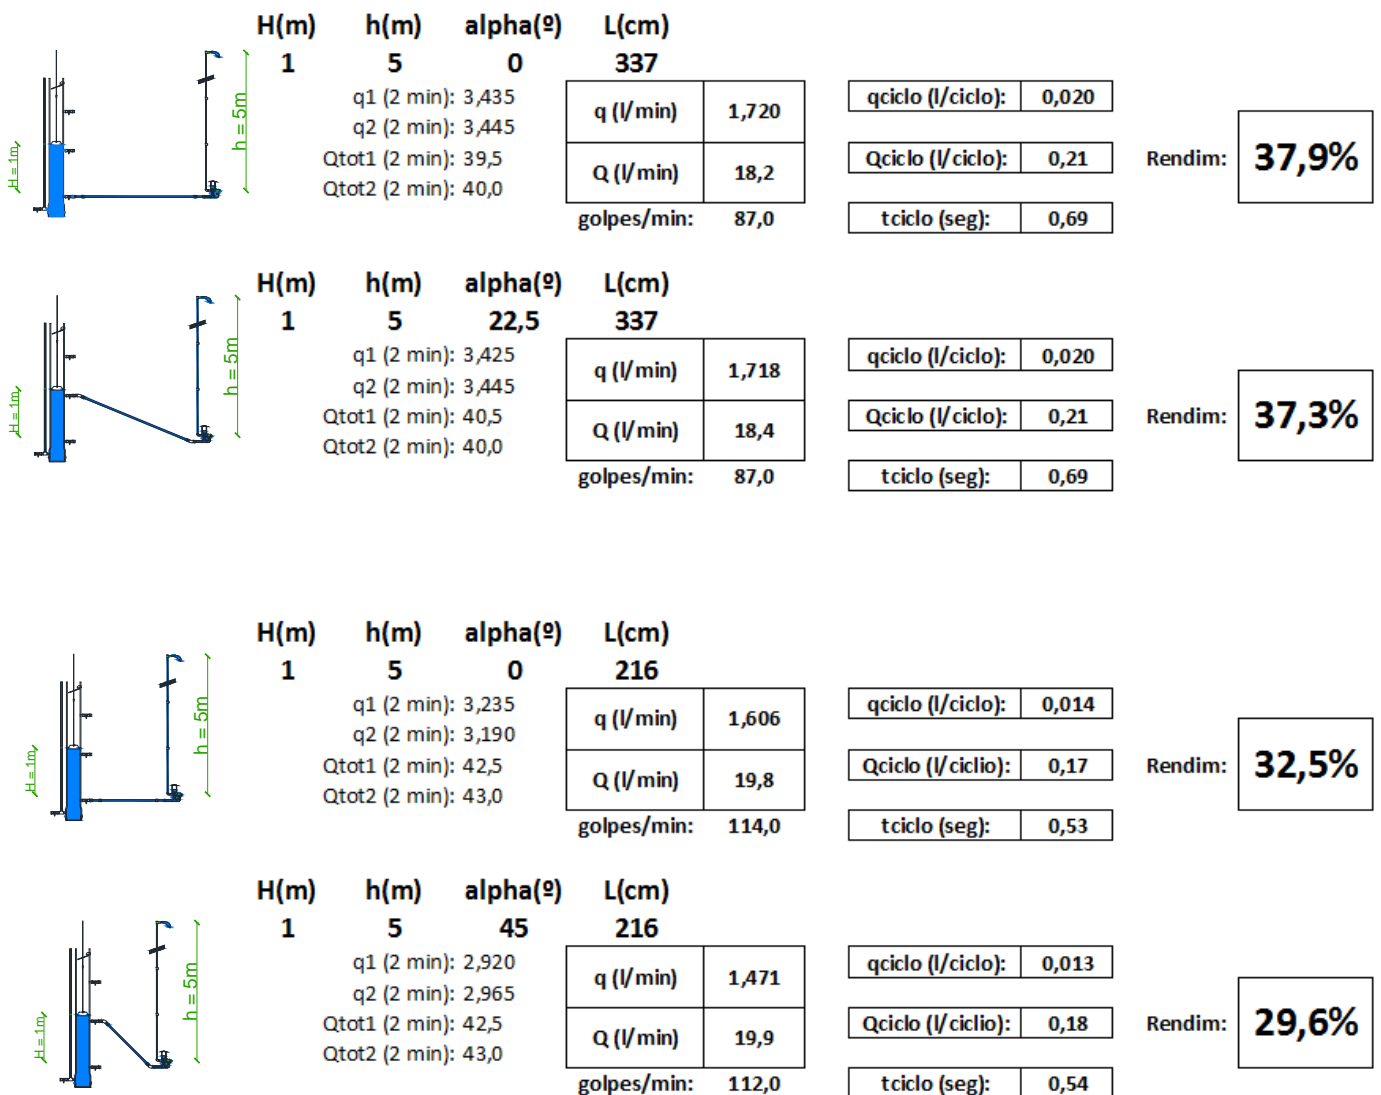 H(m) h(m) alpha(º) L(cm)
1 5 0 337
q1 (2 min): 3,435
q2 (2 min): 3,445
Qtot1 (2 min): 39,5
Qtot2 (2 min): 40,0
q (l/min) 1,720
Q (l/min) 18,2
golpes/min: 87,0
qciclo (l/ciclo): 0,020
Qciclo (l/ciclo): 0,21
tciclo (seg): 0,69
Rendim: 37,9%
H = 1m
h = 5m
H(m) h(m) alpha(º) L(cm)
1 5 22,5 337
q1 (2 min): 3,425
q2 (2 min): 3,445
Qtot1 (2 min): 40,5
Qtot2 (2 min): 40,0
q (l/min) 1,718
Q (l/min) 18,4
golpes/min: 87,0
qciclo (l/ciclo): 0,020
Qciclo (l/ciclo): 0,21
tciclo (seg): 0,69
Rendim: 37,3%
H = 1m
h = 5m
H(m) h(m) alpha(º) L(cm)
1 5 0 216
q1 (2 min): 3,235
q2 (2 min): 3,190
Qtot1 (2 min): 42,5
Qtot2 (2 min): 43,0
q (l/min) 1,606
Q (l/min) 19,8
golpes/min: 114,0
qciclo (l/ciclo): 0,014
Qciclo (l/ciclio): 0,17
tciclo (seg): 0,53
Rendim: 32,5%
H = 1m
h = 5m
H(m) h(m) alpha(º) L(cm)
1 5 45 216
q1 (2 min): 2,920
q2 (2 min): 2,965
Qtot1 (2 min): 42,5
Qtot2 (2 min): 43,0
q (l/min) 1,471
Q (l/min) 19,9
golpes/min: 112,0
qciclo (l/ciclo): 0,013
Qciclo (l/ciclio): 0,18
tciclo (seg): 0,54
Rendim: 29,6%
H = 1m
h = 5m